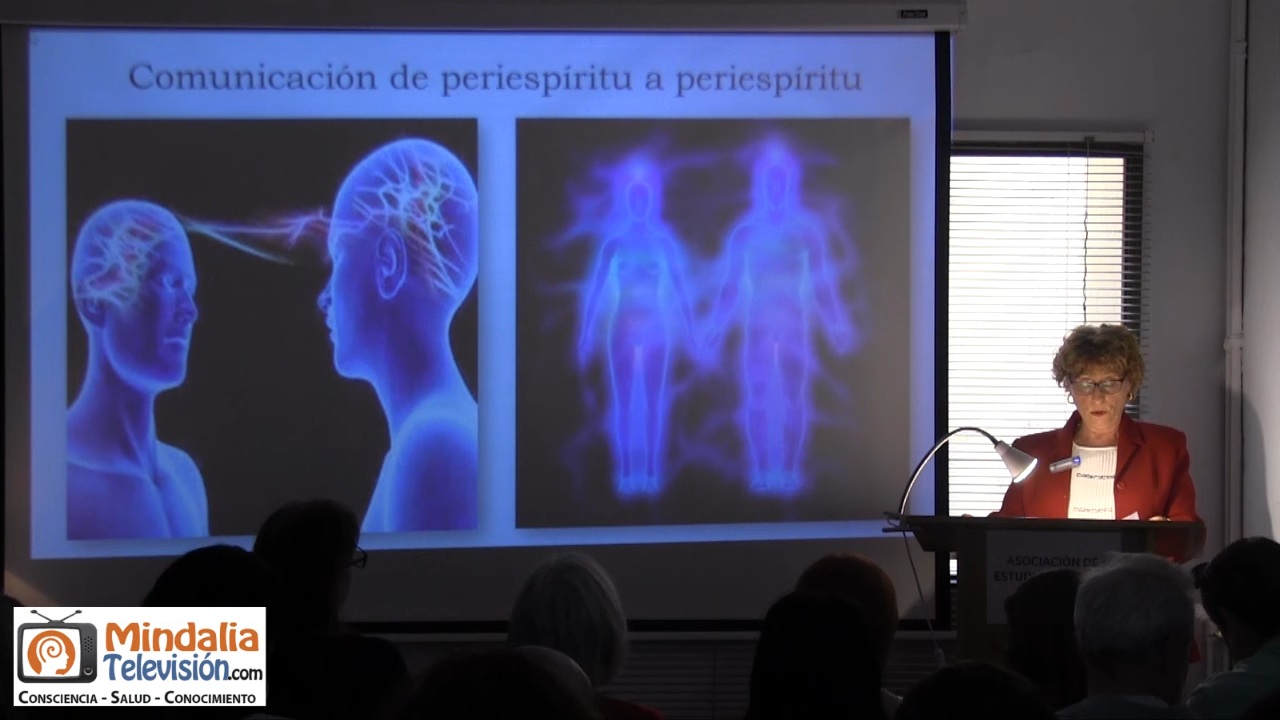 Comunicación de periespíritu a periespíritu
ASOCIACIÓN DE
Mindalia
Televisión.com
CONSCIENCIA - SALUD - CONOCIMIENTO